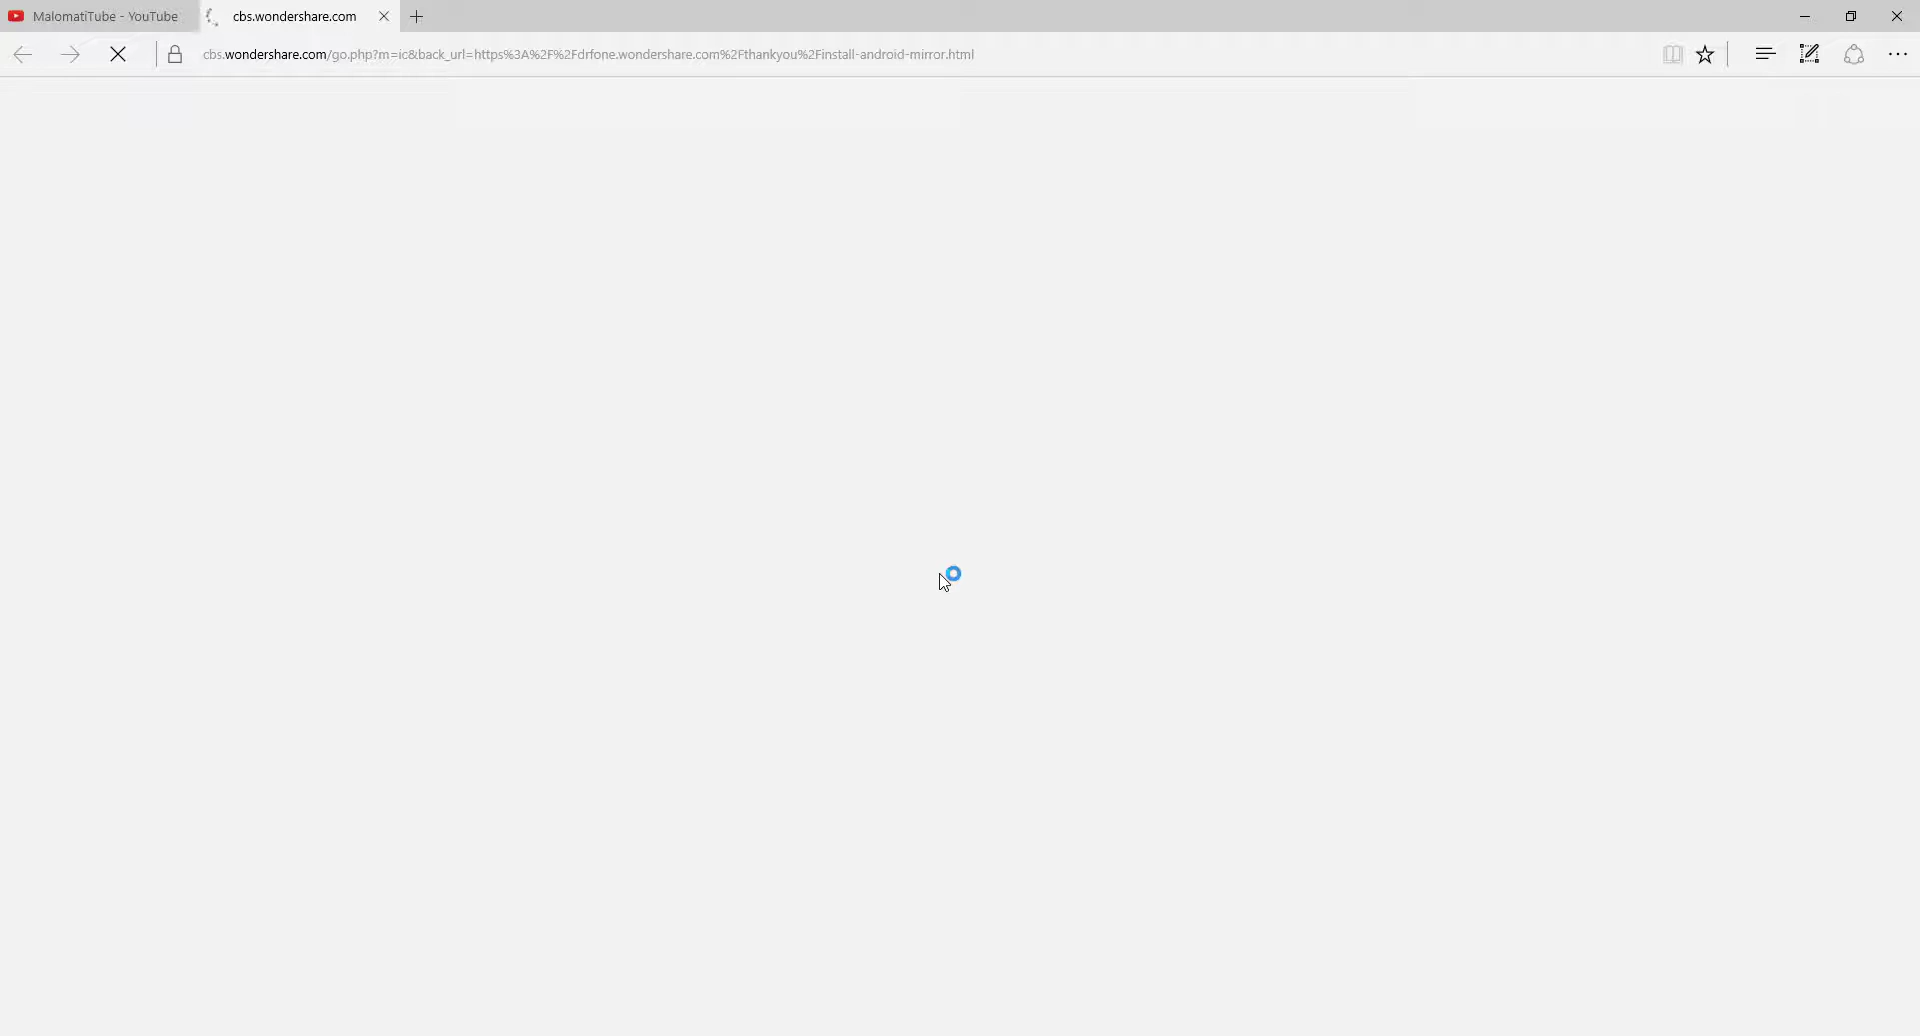 MalomatiTube - YouTube
cbs.wondershare.com
cbs.wondershare.com/go.php?m=ic&back_url=https%3A%2F%2Fdrfone.wondershare.com%2Fthankyou%2Finstall-android-mirror.html